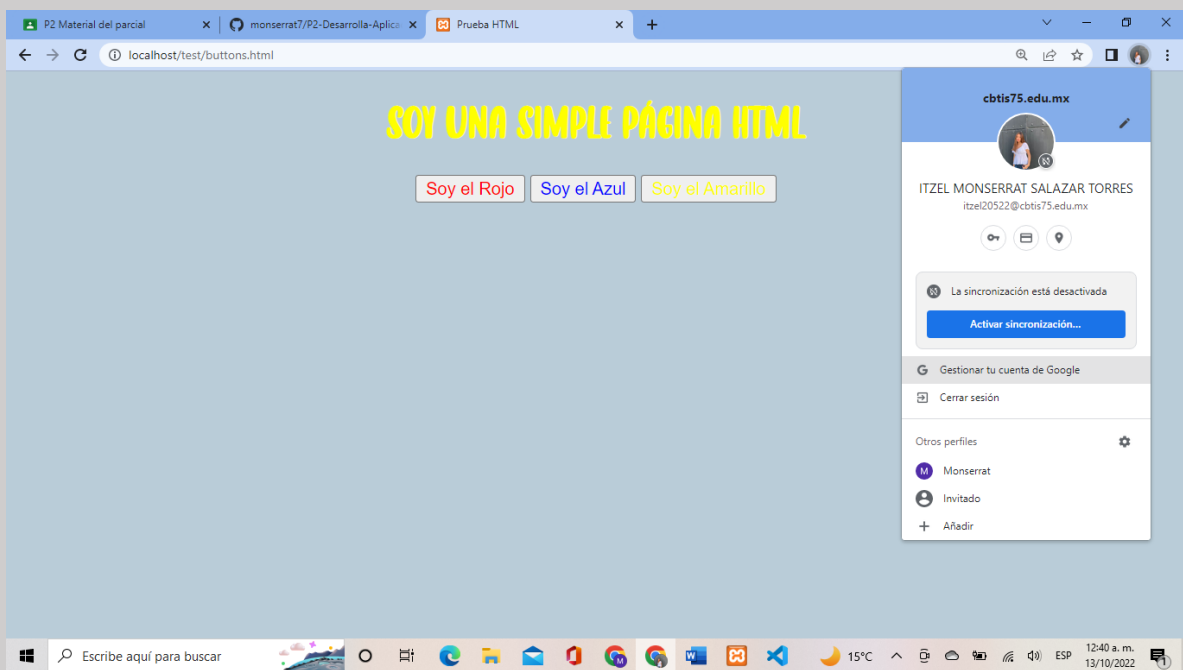 P2 Material del parcial
monserrat7/P2-Desarrolla-Aplica
Prueba HTML
localhost/test/buttons.html
SOY UNA SIMPLE PÁGINA HTML
Soy el Rojo
Soy el Azul
Soy el Amarillo
cbtis75.edu.mx
ITZEL MONSERRAT SALAZAR TORRES
itzel20522@cbtis75.edu.mx
La sincronización está desactivada
Activar sincronización...
G Gestionar tu cuenta de Google
Cerrar sesión
Otros perfiles
M Monserrat
Invitado
Añadir
Escribe aquí para buscar
M
W
15°C
ESP
12:40 a. m.
13/10/2022
1